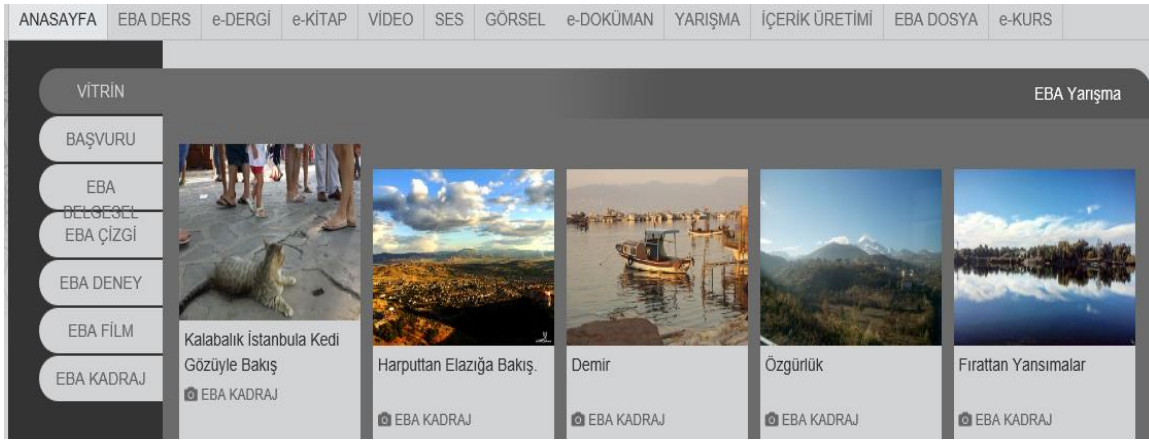 ANASAYFA EBA DERS e-DERGİ e-KİTAP VİDEO SES GÖRSEL e-DOKÜMAN YARIŞMA İÇERİK ÜRETİMİ EBA DOSYA e-KURS
VİTRİN
EBA Yarışma
BAŞVURU
EBA
BELGESEL
EBA ÇİZGİ
EBA DENEY
EBA FİLM
EBA KADRAJ
Kalabalık İstanbula Kedi
Gözüyle Bakış
EBA KADRAJ
Harputtan Elazığa Bakış.
EBA KADRAJ
Demir
EBA KADRAJ
Özgürlük
EBA KADRAJ
Fırattan Yansımalar
EBA KADRAJ